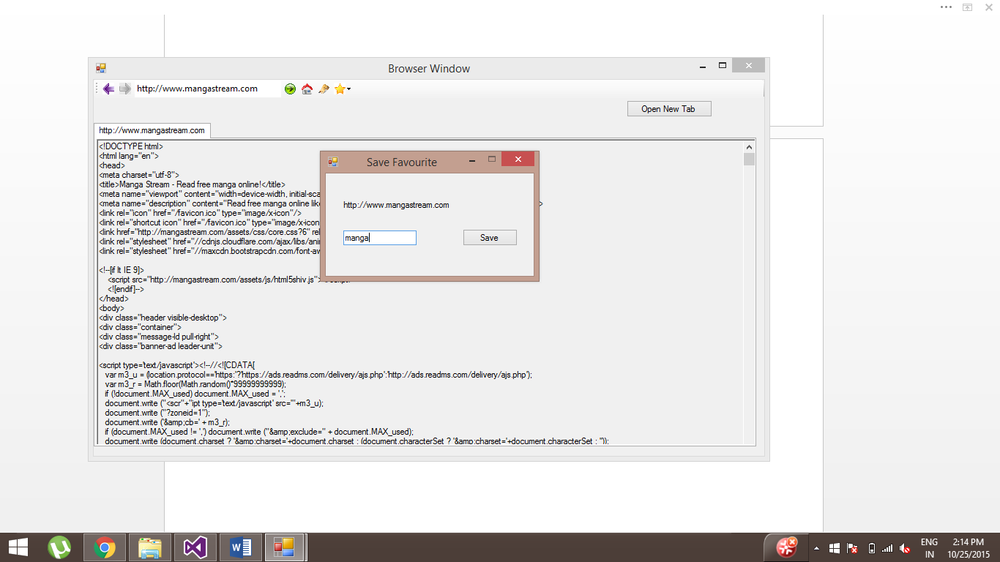 Browser Window
http://www.mangastream.com
Open New Tab
http://www.mangastream.com
<!DOCTYPE html>
<html lang="en">
<head>
<meta charset="utf-8">
<title>Manga Stream - Read free manga online!</title>
<meta name="viewport" content="width=device-width, initial-sca
<meta name="description" content="Read free manga online lik
>
<link rel="icon" href="/favicon.ico" type="image/x-icon"/>
<link rel="shortcut icon" href="/favicon.ico" type="image/x-icon
<link href="http://mangastream.com/assets/css/core.css?6" rel
<link rel="stylesheet" href="//cdnjs.cloudflare.com/ajax/libs/ani
<link rel="stylesheet" href="//maxcdn.bootstrapcdn.com/font-aw
<!--[if lt IE 9]>
<script src="http://mangastream.com/assets/js/html5shiv.js">
<![endif]-->
</head>
<body>
<div class="header visible-desktop">
<div class="container">
<div class="message-ld pull-right">
<div class="banner-ad leader-unit">
<script type='text/javascript'><!--//<![CDATA[
var m3_u = (location.protocol=='https:'?'https://ads.readms.com/delivery/ajs.php':'http://ads.readms.com/delivery/ajs.php');
var m3_r = Math.floor(Math.random()*99999999999);
if (!document.MAX_used) document.MAX_used = ',';
document.write ("<scr"+"ipt type='text/javascript' src='"+m3_u);
document.write ("?zoneid=1");
document.write ('&amp;cb=' + m3_r);
if (document.MAX_used != ',') document.write ("&amp;exclude=" + document.MAX_used);
document.write (document.charset ? '&amp;charset='+document.charset : (document.characterSet ? '&amp;charset='+document.characterSet : ''));
Save Favourite
http://www.mangastream.com
manga
Save
ENG
IN
2:14 PM
10/25/2015